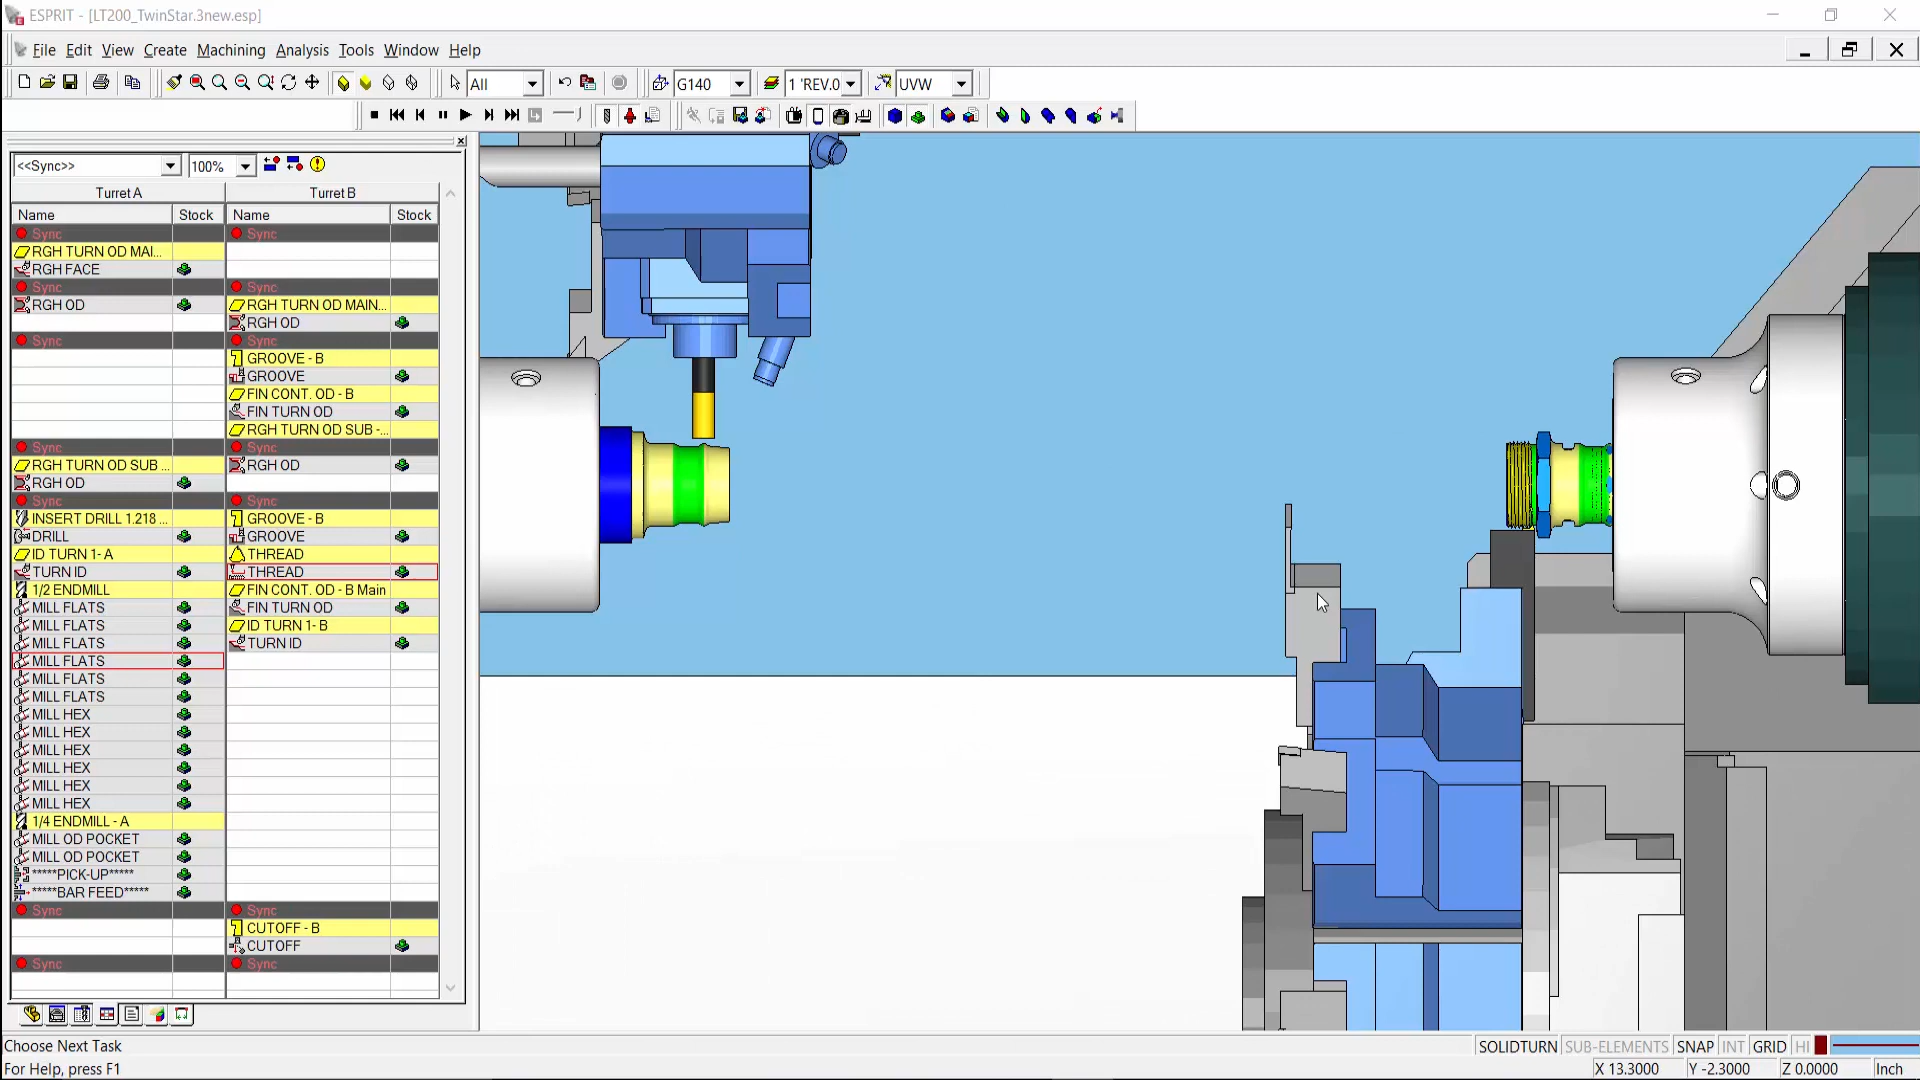 ESPRIT - [LT200_TwinStar.3new.esp]
File Edit View Create Machining Analysis Tools Window Help
All G140 1 'REV.0 UVW
<<Sync>> 100%
Turret A Turret B
Name Stock Name Stock
Sync Sync
RGH TURN OD MAI...
RGH FACE
Sync Sync
RGH OD RGH TURN OD MAIN...
RGH OD
Sync Sync
GROOVE - B
GROOVE
FIN CONT. OD - B
FIN TURN OD
RGH TURN OD SUB -...
Sync Sync
RGH TURN OD SUB ... RGH OD
RGH OD
Sync Sync
INSERT DRILL 1.218 ... GROOVE - B
DRILL GROOVE
ID TURN 1- A THREAD
TURN ID THREAD
1/2 ENDMILL FIN CONT. OD - B Main
MILL FLATS FIN TURN OD
MILL FLATS ID TURN 1- B
MILL FLATS TURN ID
MILL FLATS
MILL FLATS
MILL FLATS
MILL HEX
MILL HEX
MILL HEX
MILL HEX
MILL HEX
MILL HEX
1/4 ENDMILL - A
MILL OD POCKET
MILL OD POCKET
*****PICK-UP*****
*****BAR FEED*****
Sync Sync
CUTOFF - B
CUTOFF
Sync Sync
Choose Next Task SOLIDTURN SUB-ELEMENTS SNAP INT GRID HI
For Help, press F1 X 13.3000 Y -2.3000 Z 0.0000 Inch